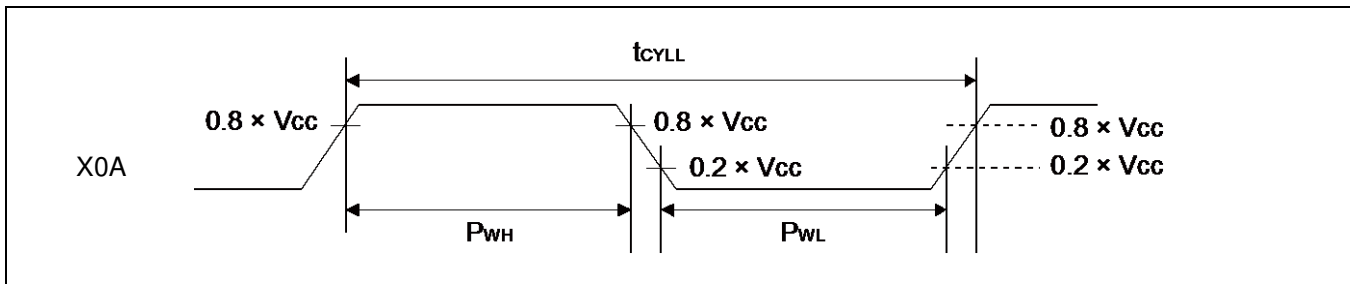 tCYLL
0.8 × VCC
0.8 × VCC
0.8 × VCC
X0A
0.2 × VCC
0.2 × VCC
PWH
PWL